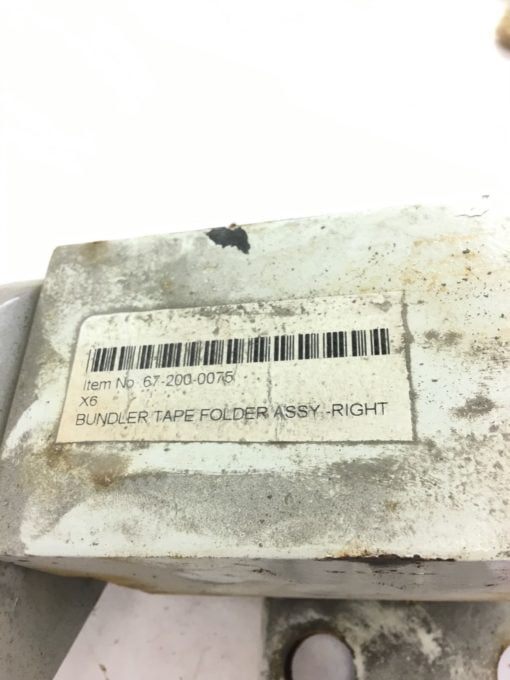 Item No. 67-200-0075
X6
BUNDLER TAPE FOLDER ASSY.-RIGHT